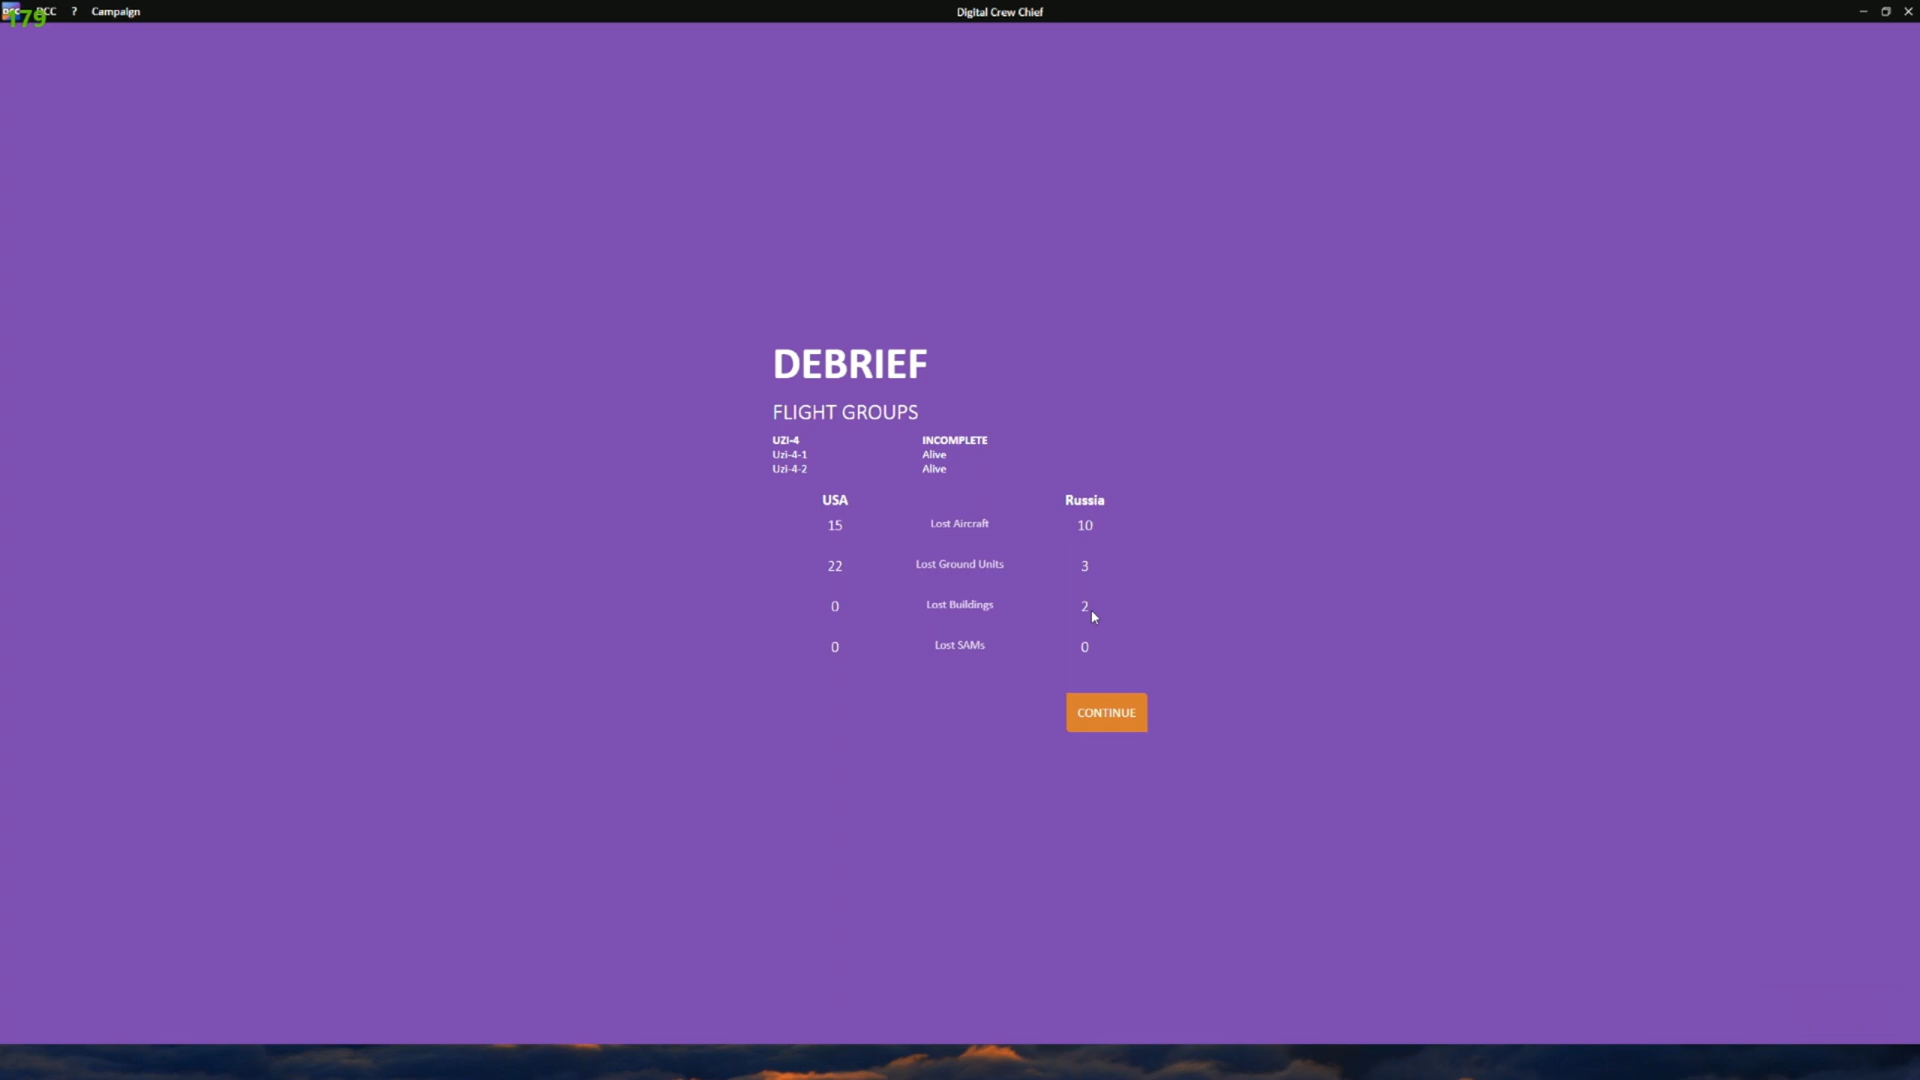 DCC ? Campaign Digital Crew Chief
179
DEBRIEF
FLIGHT GROUPS
UZI-4 INCOMPLETE
Uzi-4-1 Alive
Uzi-4-2 Alive
USA Russia
15 Lost Aircraft 10
22 Lost Ground Units 3
0 Lost Buildings 2
0 Lost SAMs 0
CONTINUE